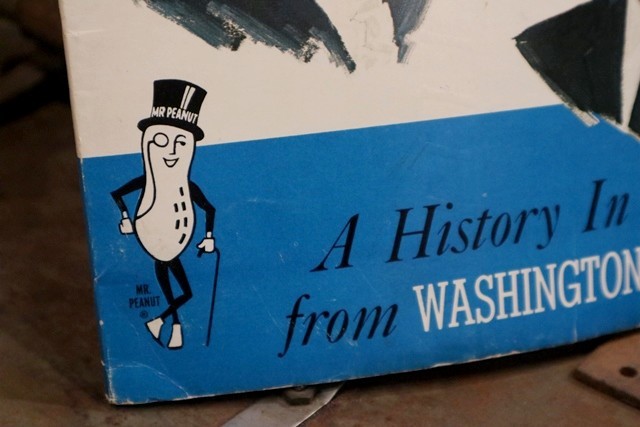 MR PEANUT
A History In
from WASHINGTON
MR.
PEANUT
®